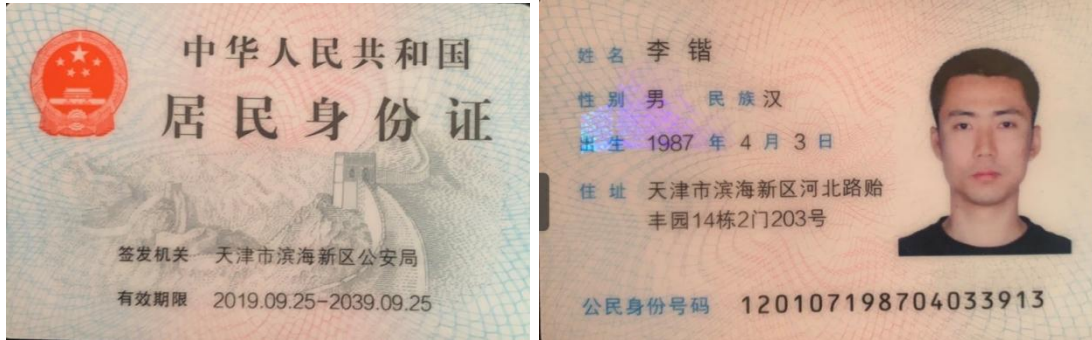 中华人民共和国
居民身份证
签发机关 天津市滨海新区公安局
有效期限 2019.09.25-2039.09.25
姓名 李锴
性别 男 民族 汉
出生 1987 年 4 月 3 日
住址 天津市滨海新区河北路贻
丰园14栋2门203号
公民身份号码 120107198704033913